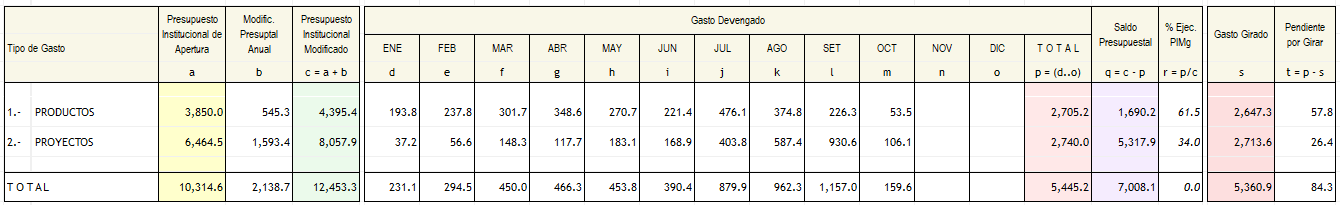 Tipo de Gasto | Presupuesto Institucional de Apertura | Modific. Presuptal Anual | Presupuesto Institucional Modificado | Gasto Devengado | Saldo Presupuestal | % Ejec. PIMg | Gasto Girado | Pendiente por Girar
ENE | FEB | MAR | ABR | MAY | JUN | JUL | AGO | SET | OCT | NOV | DIC | T O T A L
a | b | c = a + b | d | e | f | g | h | i | j | k | l | m | n | o | p = (d..o) | q = c - p | r = p/c | s | t = p - s
1.- PRODUCTOS | 3,850.0 | 545.3 | 4,395.4 | 193.8 | 237.8 | 301.7 | 348.6 | 270.7 | 221.4 | 476.1 | 374.8 | 226.3 | 53.5 | | | 2,705.2 | 1,690.2 | 61.5 | 2,647.3 | 57.8
2.- PROYECTOS | 6,464.5 | 1,593.4 | 8,057.9 | 37.2 | 56.6 | 148.3 | 117.7 | 183.1 | 168.9 | 403.8 | 587.4 | 930.6 | 106.1 | | | 2,740.0 | 5,317.9 | 34.0 | 2,713.6 | 26.4
T O T A L | 10,314.6 | 2,138.7 | 12,453.3 | 231.1 | 294.5 | 450.0 | 466.3 | 453.8 | 390.4 | 879.9 | 962.3 | 1,157.0 | 159.6 | | | 5,445.2 | 7,008.1 | 0.0 | 5,360.9 | 84.3